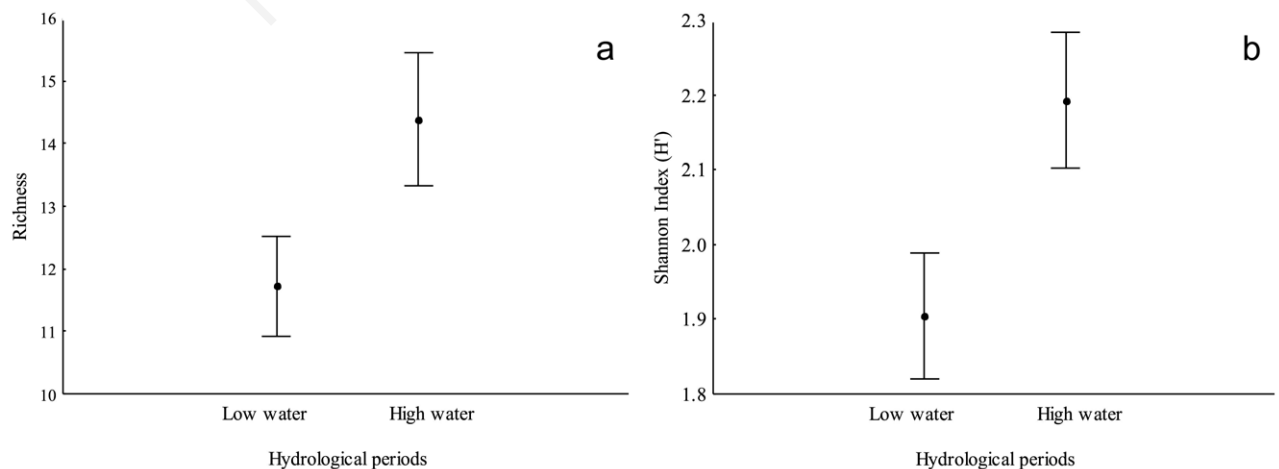 a
Richness
16
15
14
13
12
11
10
Low water High water
Hydrological periods
b
Shannon Index (H')
2.3
2.2
2.1
2.0
1.9
1.8
Low water High water
Hydrological periods